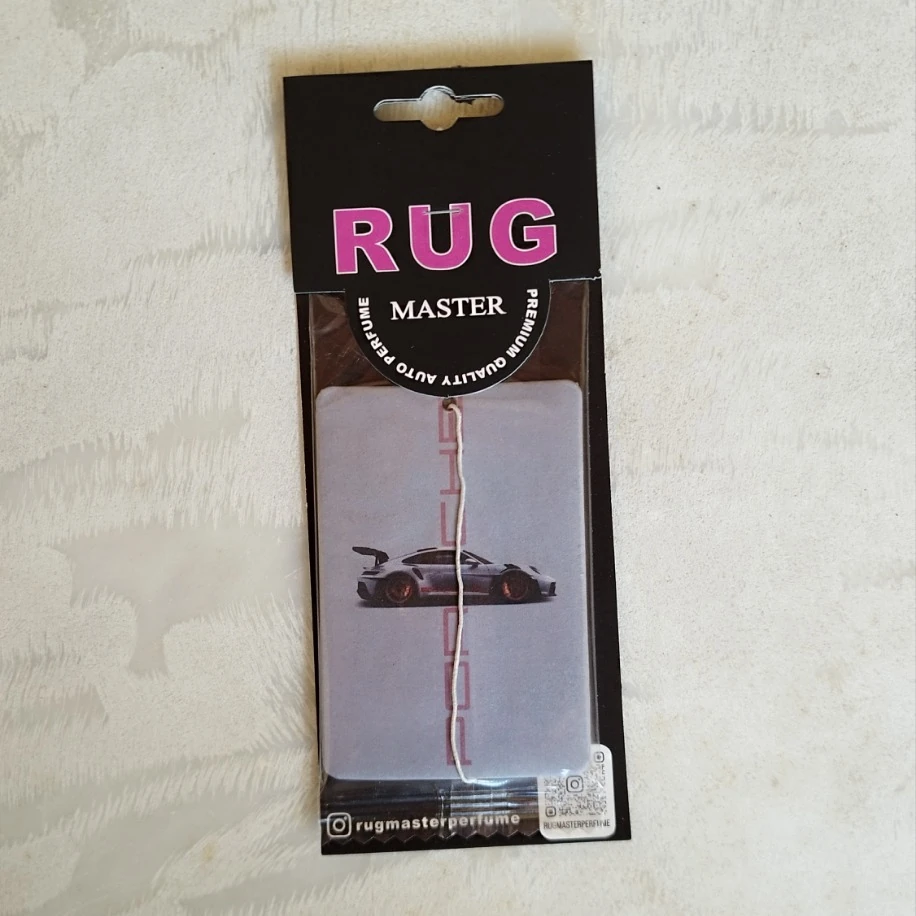 RUG
MASTER
PREMIUM QUALITY AUTO PERFUME
PORSCHE
rugmasterperfume
RUGMASTERPERFUME